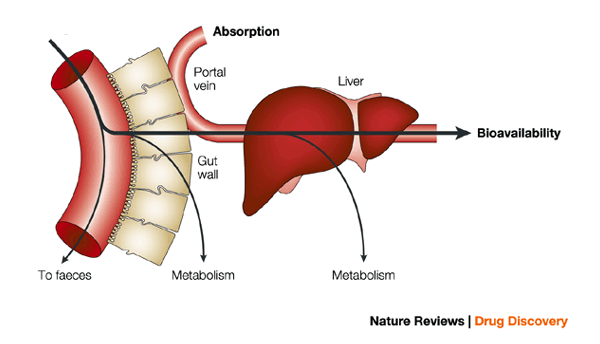 Absorption
Portal
vein
Liver
Bioavailability
Gut
wall
To faeces
Metabolism
Metabolism
Nature Reviews | Drug Discovery